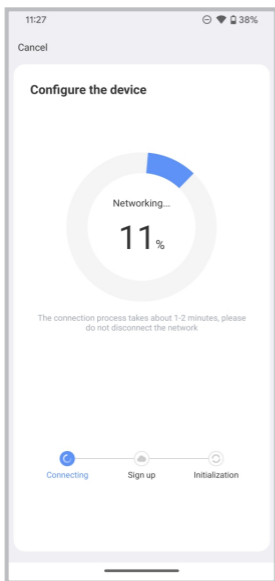 11:27
38%
Cancel
Configure the device
Networking...
11%
The connection process takes about 1-2 minutes, please
do not disconnect the network
Connecting
Sign up
Initialization